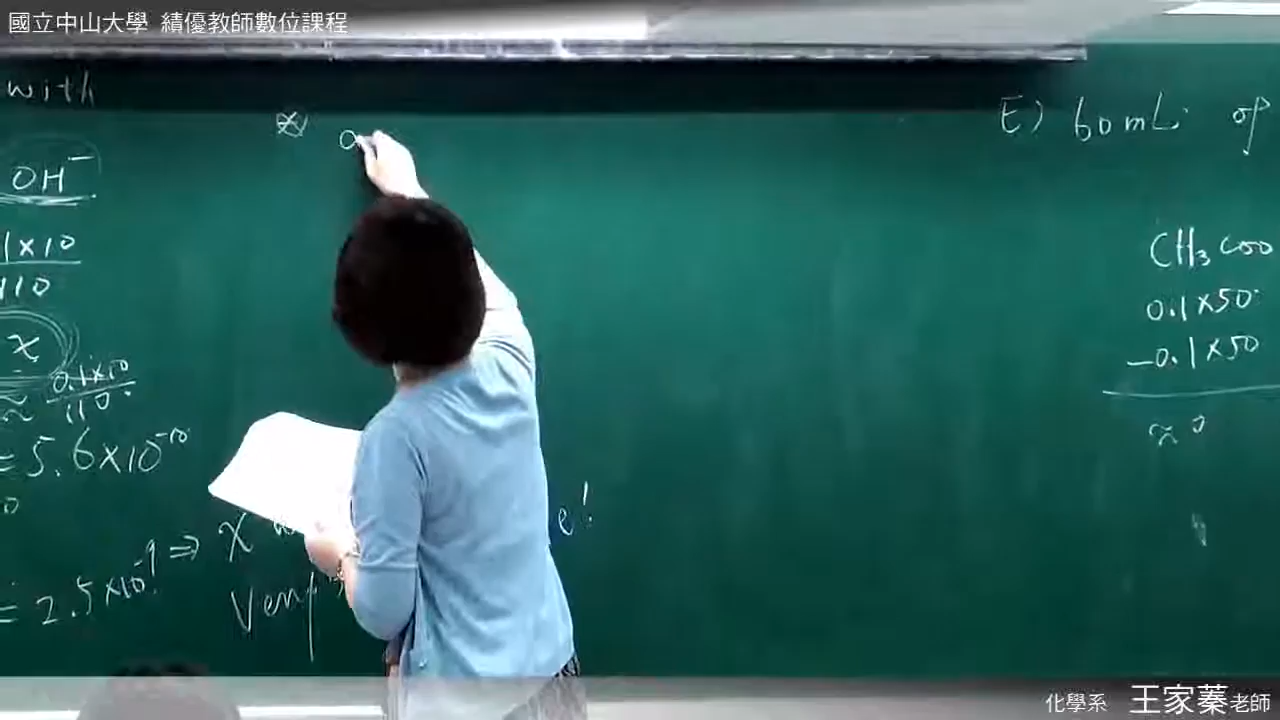 國立中山大學 績優教師數位課程
with
OH⁻
1×10
110
x
≈ 0.1×10
110
= 5.6×10⁻¹⁰
= 2.5×10⁻⁹ ⇒ x
e!
E) 60 mL of
CH₃COO
0.1×50
-0.1×50
≈ 0
化學系 王家蓁老師